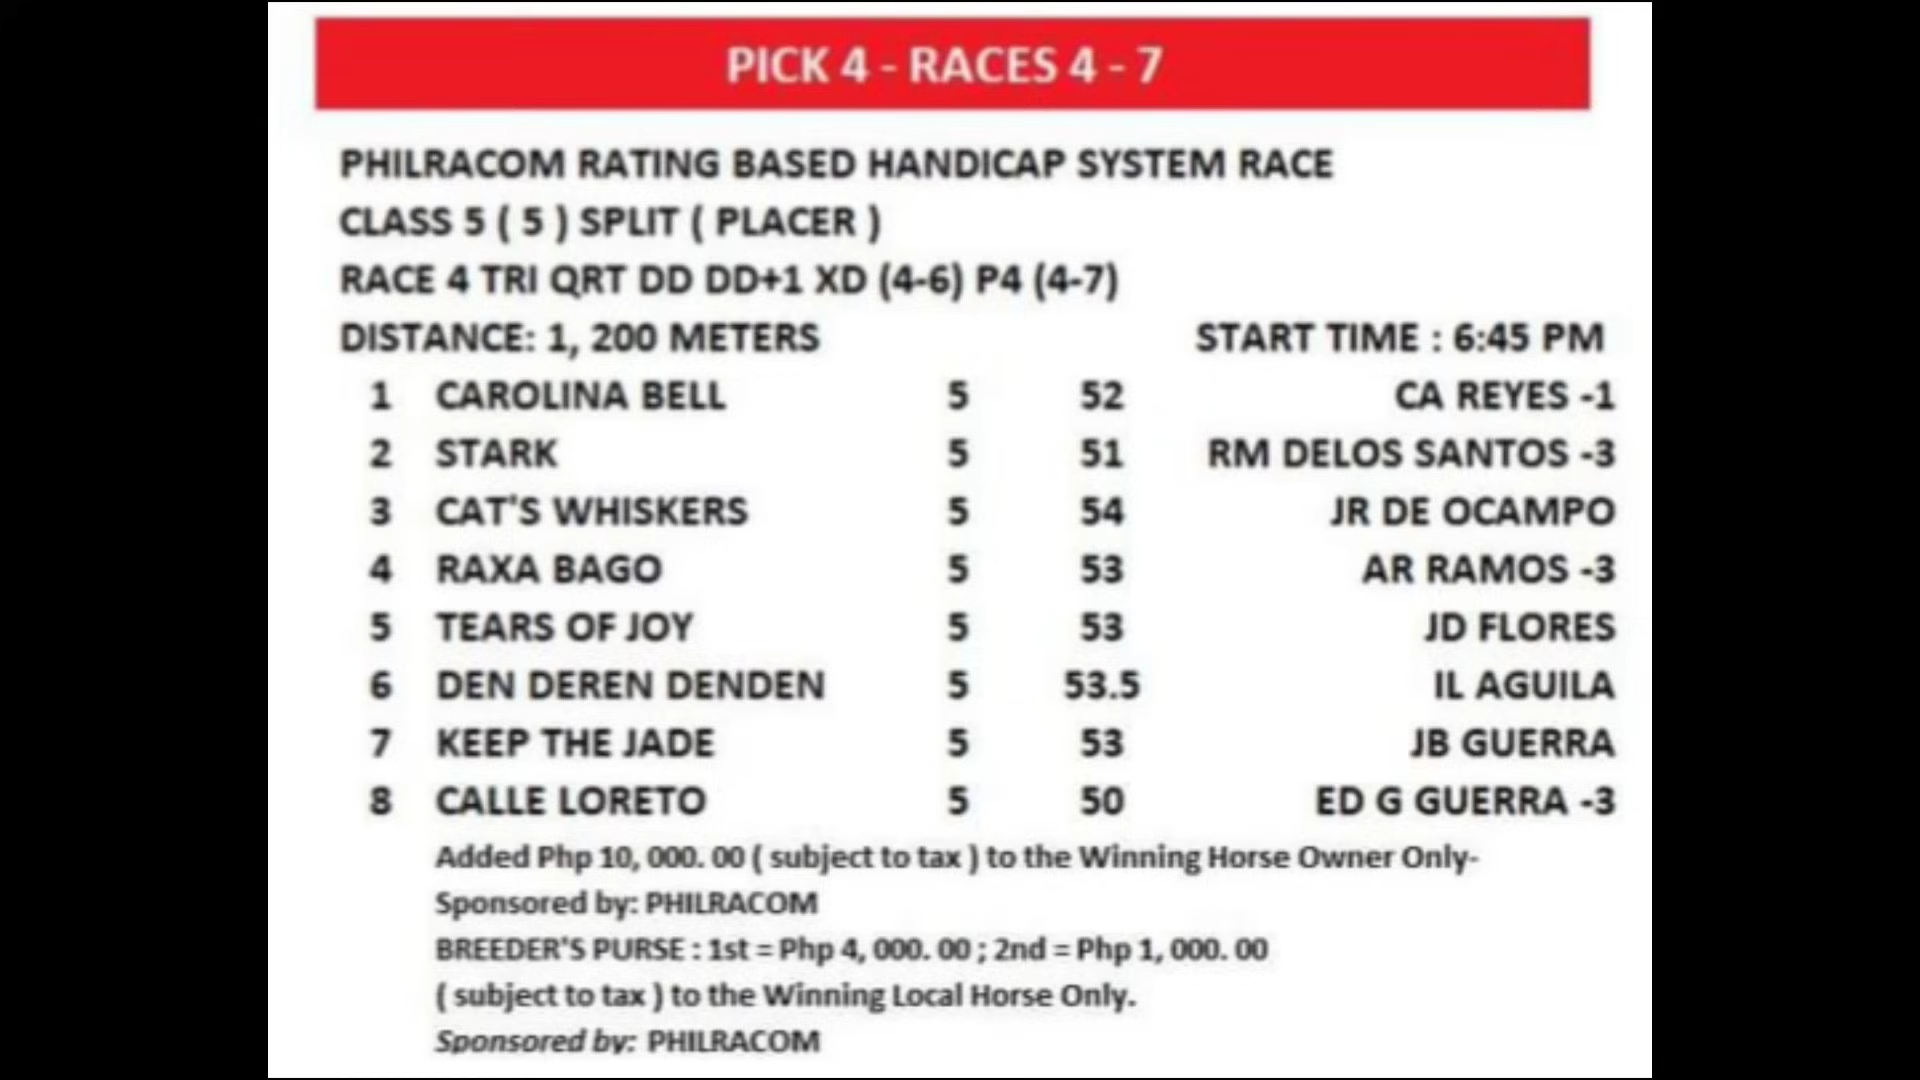 PICK 4 - RACES 4 - 7
PHILRACOM RATING BASED HANDICAP SYSTEM RACE
CLASS 5 ( 5 ) SPLIT ( PLACER )
RACE 4 TRI QRT DD DD+1 XD (4-6) P4 (4-7)
DISTANCE: 1, 200 METERS START TIME : 6:45 PM
1 CAROLINA BELL 5 52 CA REYES -1
2 STARK 5 51 RM DELOS SANTOS -3
3 CAT'S WHISKERS 5 54 JR DE OCAMPO
4 RAXA BAGO 5 53 AR RAMOS -3
5 TEARS OF JOY 5 53 JD FLORES
6 DEN DEREN DENDEN 5 53.5 IL AGUILA
7 KEEP THE JADE 5 53 JB GUERRA
8 CALLE LORETO 5 50 ED G GUERRA -3
Added Php 10, 000. 00 ( subject to tax ) to the Winning Horse Owner Only-
Sponsored by: PHILRACOM
BREEDER'S PURSE : 1st = Php 4, 000. 00 ; 2nd = Php 1, 000. 00
( subject to tax ) to the Winning Local Horse Only.
Sponsored by: PHILRACOM